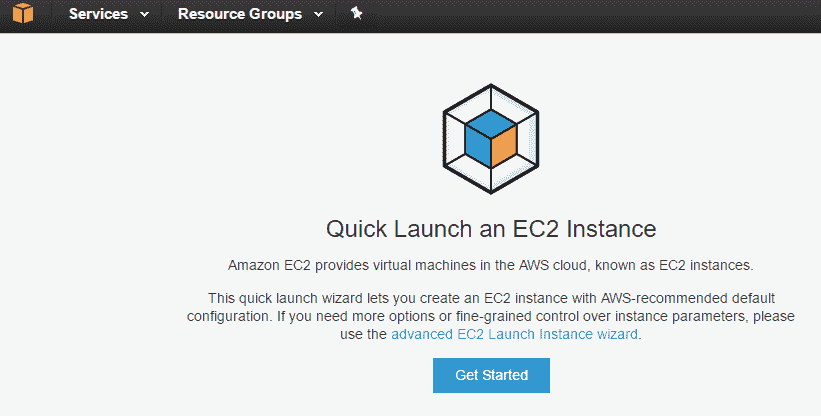 Services Resource Groups
Quick Launch an EC2 Instance
Amazon EC2 provides virtual machines in the AWS cloud, known as EC2 instances.
This quick launch wizard lets you create an EC2 instance with AWS-recommended default
configuration. If you need more options or fine-grained control over instance parameters, please
use the advanced EC2 Launch Instance wizard.
Get Started